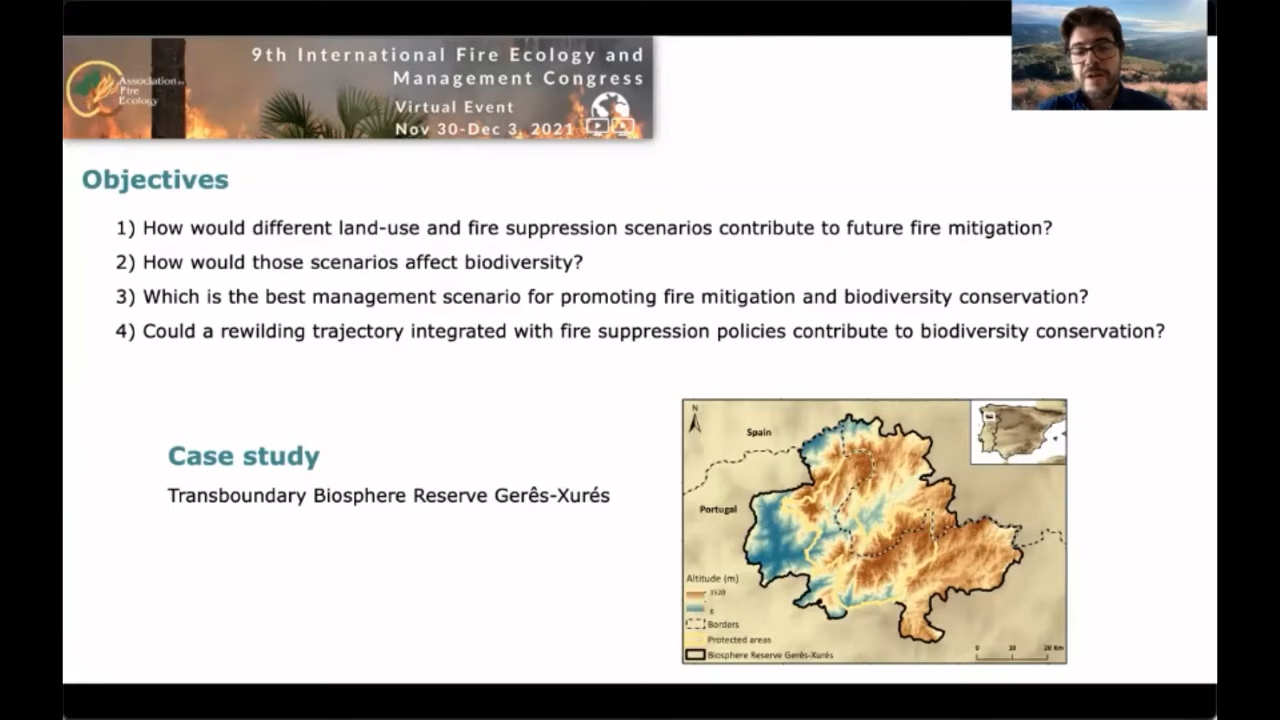 9th International Fire Ecology and
Management Congress
Virtual Event
Nov 30-Dec 3, 2021
Association for
Fire
Ecology
Objectives
1) How would different land-use and fire suppression scenarios contribute to future fire mitigation?
2) How would those scenarios affect biodiversity?
3) Which is the best management scenario for promoting fire mitigation and biodiversity conservation?
4) Could a rewilding trajectory integrated with fire suppression policies contribute to biodiversity conservation?
Case study
Transboundary Biosphere Reserve Gerês-Xurés
N
Spain
Portugal
Altitude (m)
1520
6
Borders
Protected areas
Biosphere Reserve Gerês-Xurés
0 10 20 Km